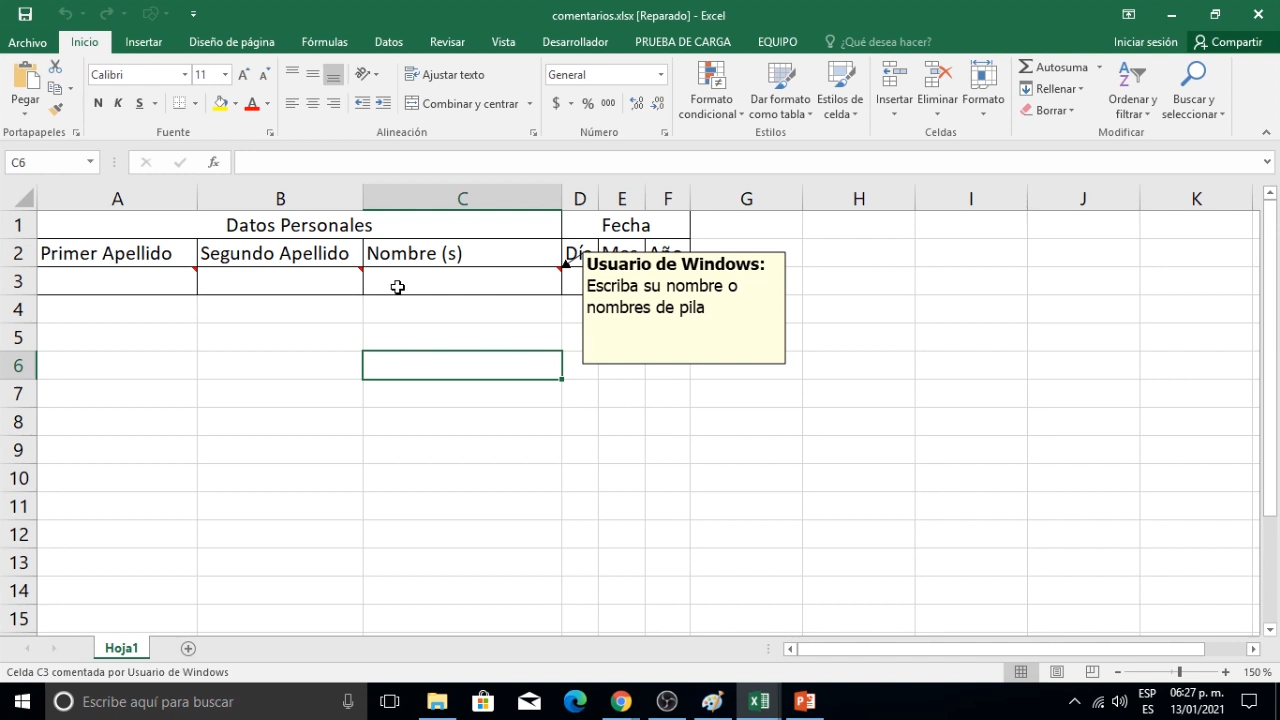 comentarios.xlsx [Reparado] - Excel
Archivo Inicio Insertar Diseño de página Fórmulas Datos Revisar Vista Desarrollador PRUEBA DE CARGA EQUIPO ¿Qué desea hacer? Iniciar sesión Compartir
Pegar
Calibri 11
N K S
A A
Ajustar texto
Combinar y centrar
General
$ % 000
Formato condicional
Dar formato como tabla
Estilos de celda
Insertar
Eliminar
Formato
Autosuma
Rellenar
Borrar
Ordenar y filtrar
Buscar y seleccionar
Portapapeles Fuente Alineación Número Estilos Celdas Modificar
C6 fx
A B C D E F G H I J K
1 Datos Personales Fecha
2 Primer Apellido Segundo Apellido Nombre (s) Día Mes Año
3
Usuario de Windows:
Escriba su nombre o
nombres de pila
4
5
6
7
8
9
10
11
12
13
14
15
Hoja1
Celda C3 comentada por Usuario de Windows 150 %
Escribe aquí para buscar
ESP
ES
06:27 p. m.
13/01/2021